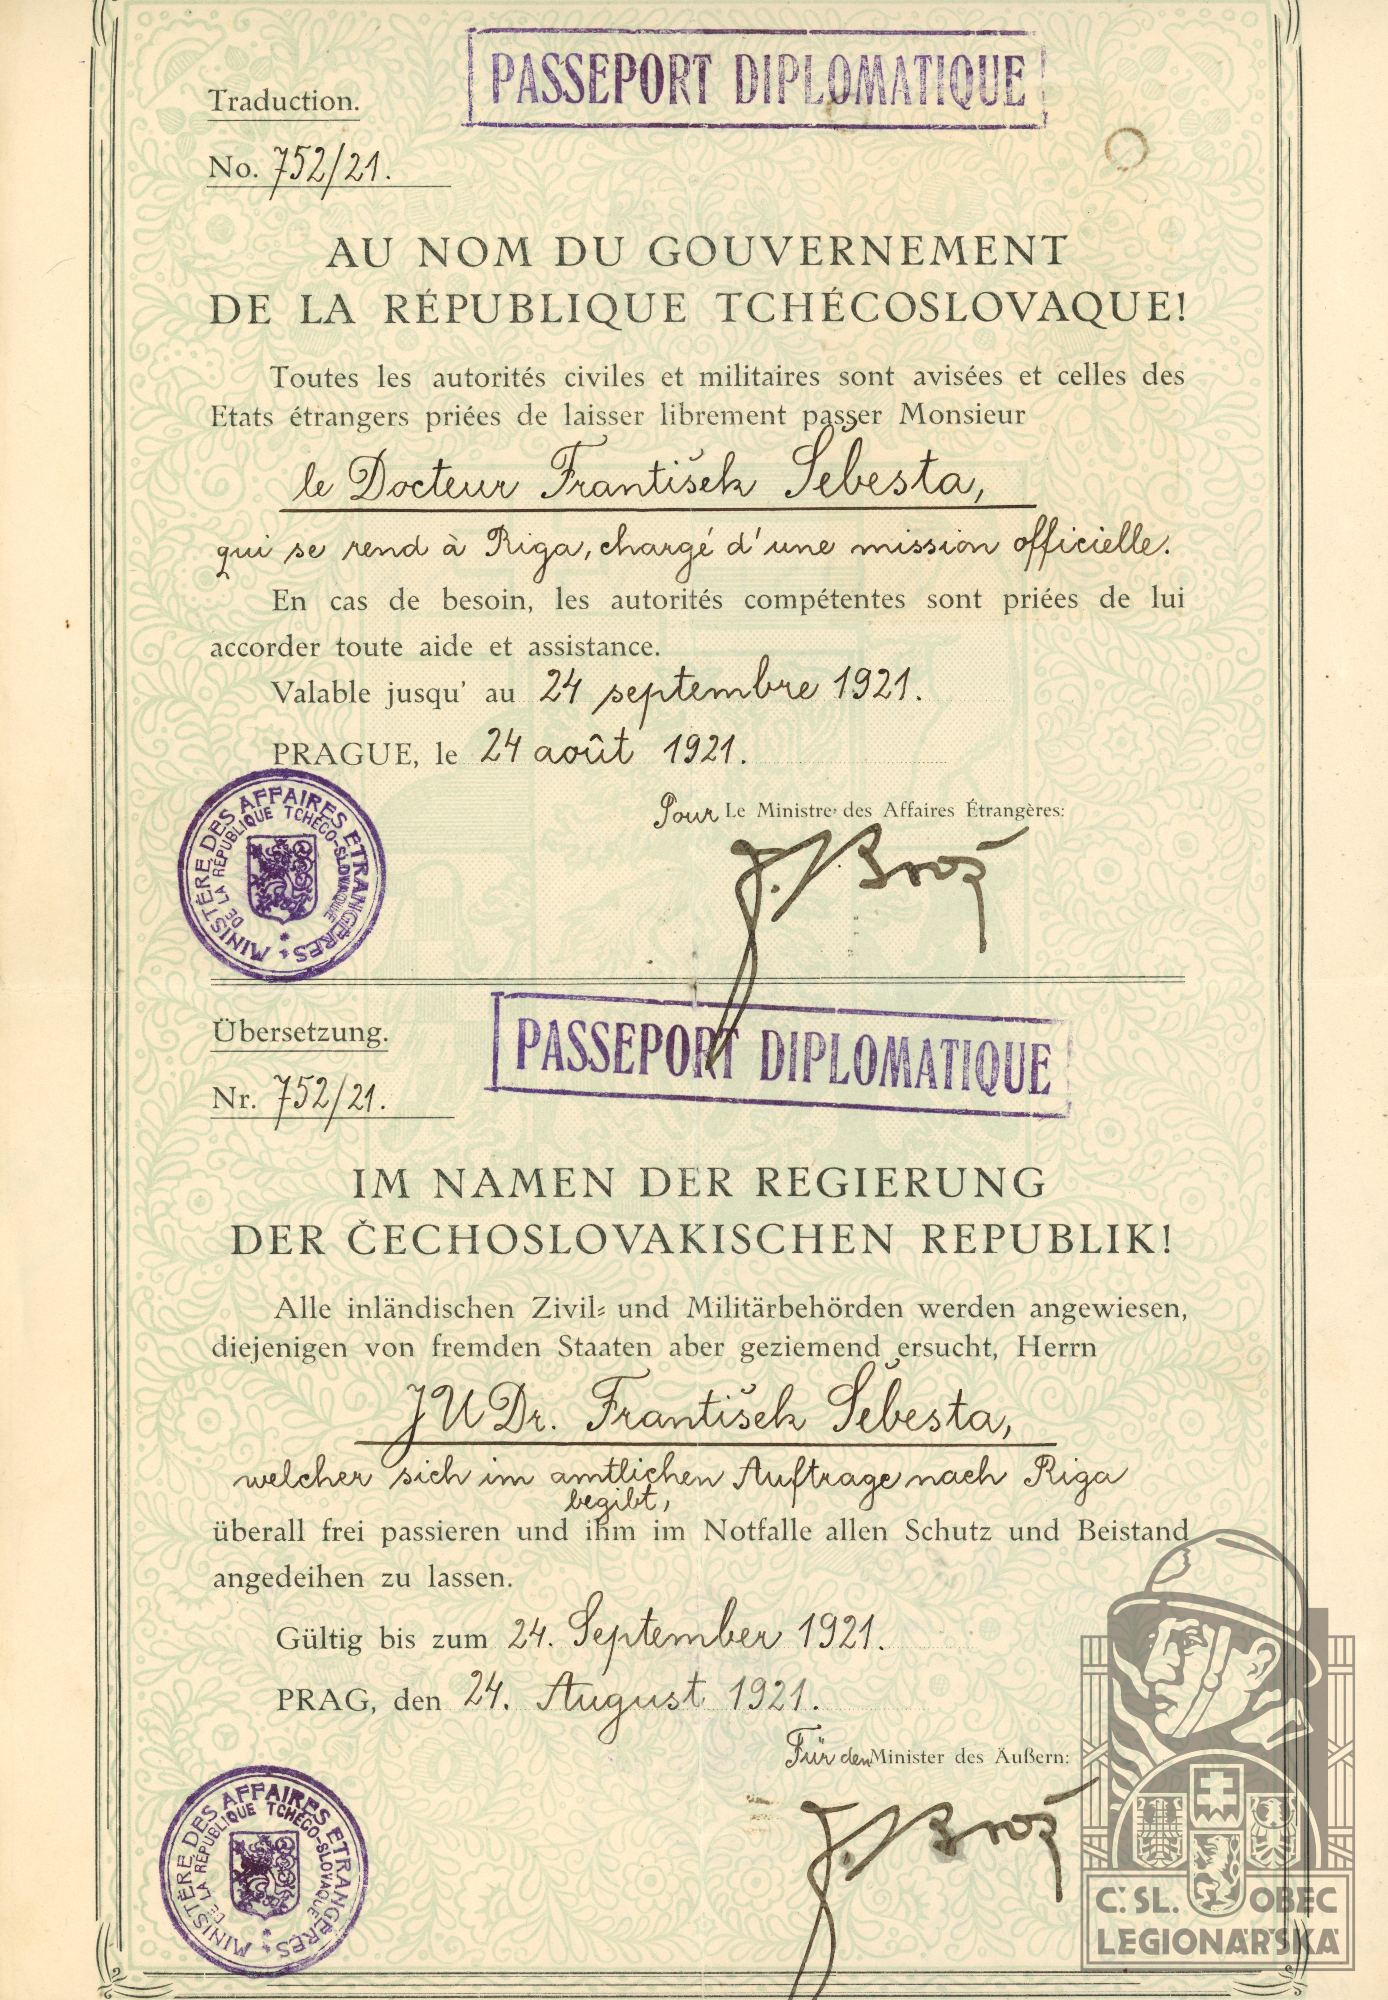 PASSEPORT DIPLOMATIQUE
Traduction.
No. 752/21.
AU NOM DU GOUVERNEMENT
DE LA RÉPUBLIQUE TCHÉCOSLOVAQUE!
Toutes les autorités civiles et militaires sont avisées et celles des
Etats étrangers priées de laisser librement passer Monsieur
le Docteur František Šebesta,
qui se rend à Riga, chargé d'une mission officielle.
En cas de besoin, les autorités compétentes sont priées de lui
accorder toute aide et assistance.
Valable jusqu' au 24 septembre 1921.
PRAGUE, le 24 août 1921.
Pour Le Ministre des Affaires Étrangères:
MINISTÈRE DES AFFAIRES ETRANGÈRES
DE LA RÉPUBLIQUE TCHÉCO-SLOVAQUE
Übersetzung.
PASSEPORT DIPLOMATIQUE
Nr. 752/21.
IM NAMEN DER REGIERUNG
DER ČECHOSLOVAKISCHEN REPUBLIK!
Alle inländischen Zivil- und Militärbehörden werden angewiesen,
diejenigen von fremden Staaten aber geziemend ersucht, Herrn
JUDr. František Šebesta,
welcher sich im amtlichen Auftrage nach Riga
begibt,
überall frei passieren und ihm im Notfalle allen Schutz und Beistand
angedeihen zu lassen.
Gültig bis zum 24. September 1921.
PRAG, den 24. August 1921.
Für den Minister des Äußern:
MINISTÈRE DES AFFAIRES ETRANGÈRES
DE LA RÉPUBLIQUE TCHÉCO-SLOVAQUE
Č.SL. OBEC
LEGIONÁŘSKÁ